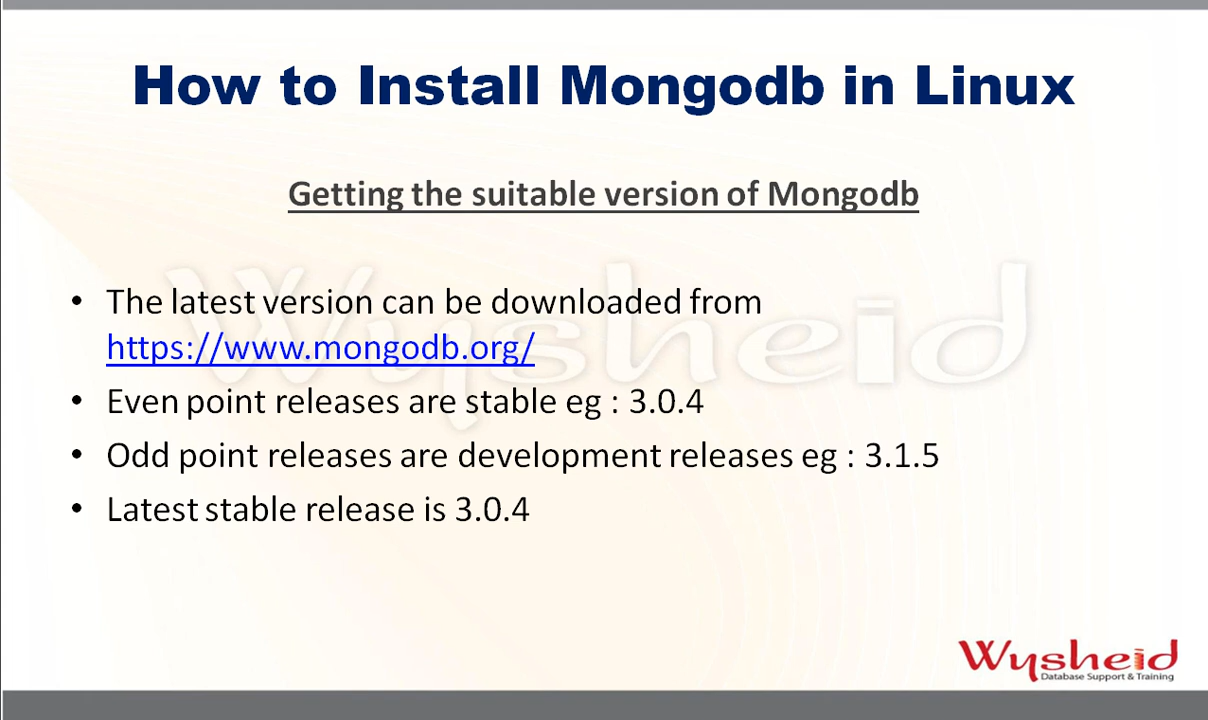 How to Install Mongodb in Linux
Getting the suitable version of Mongodb
Wysheid
• The latest version can be downloaded from
https://www.mongodb.org/
• Even point releases are stable eg : 3.0.4
• Odd point releases are development releases eg : 3.1.5
• Latest stable release is 3.0.4
Wysheid
Database Support & Training